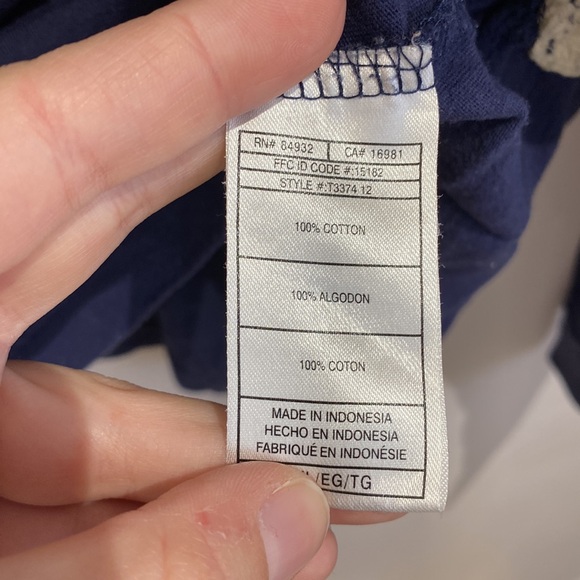 RN# 84932 CA# 16981
FFC ID CODE #:15182
STYLE #:T3374 12
100% COTTON
100% ALGODON
100% COTON
MADE IN INDONESIA
HECHO EN INDONESIA
FABRIQUÉ EN INDONÉSIE
/EG/TG